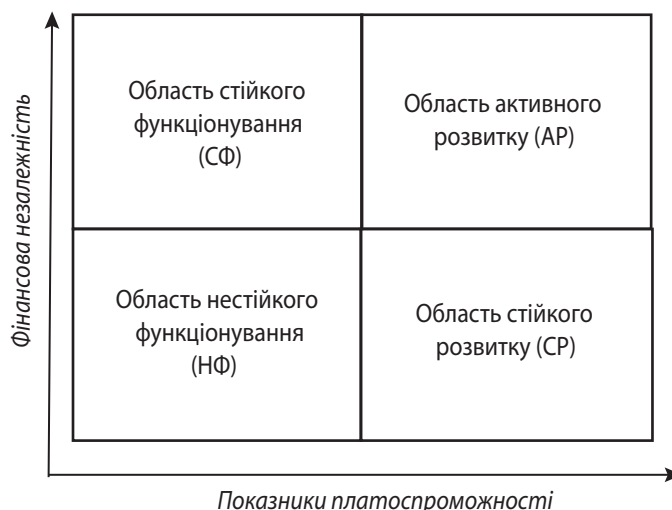 Фінансова незалежність
Область стійкого
функціонування
(СФ)
Область активного
розвитку (АР)
Область нестійкого
функціонування
(НФ)
Область стійкого
розвитку (СР)
Показники платоспроможності